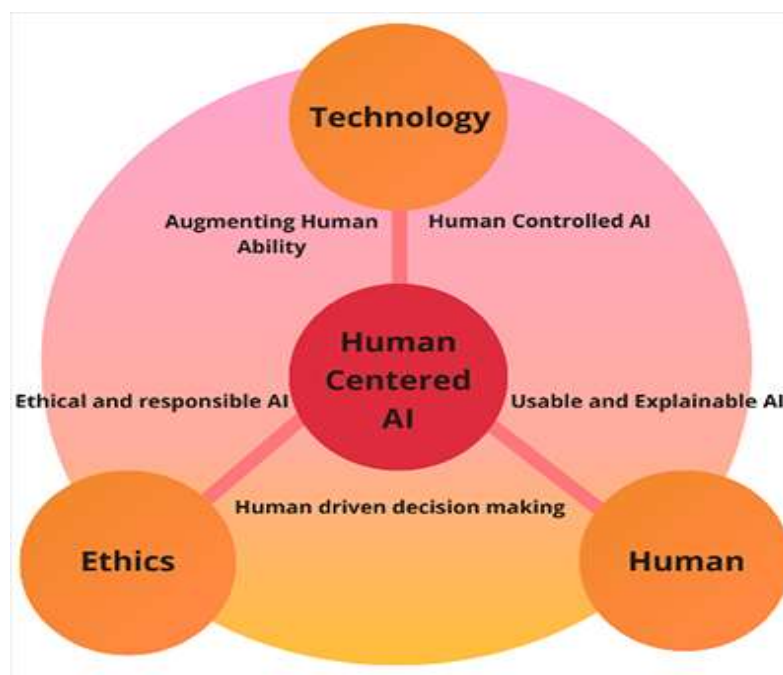 Technology
Augmenting Human
Ability
Human Controlled AI
Human
Centered
AI
Ethical and responsible AI
Usable and Explainable AI
Human driven decision making
Ethics
Human